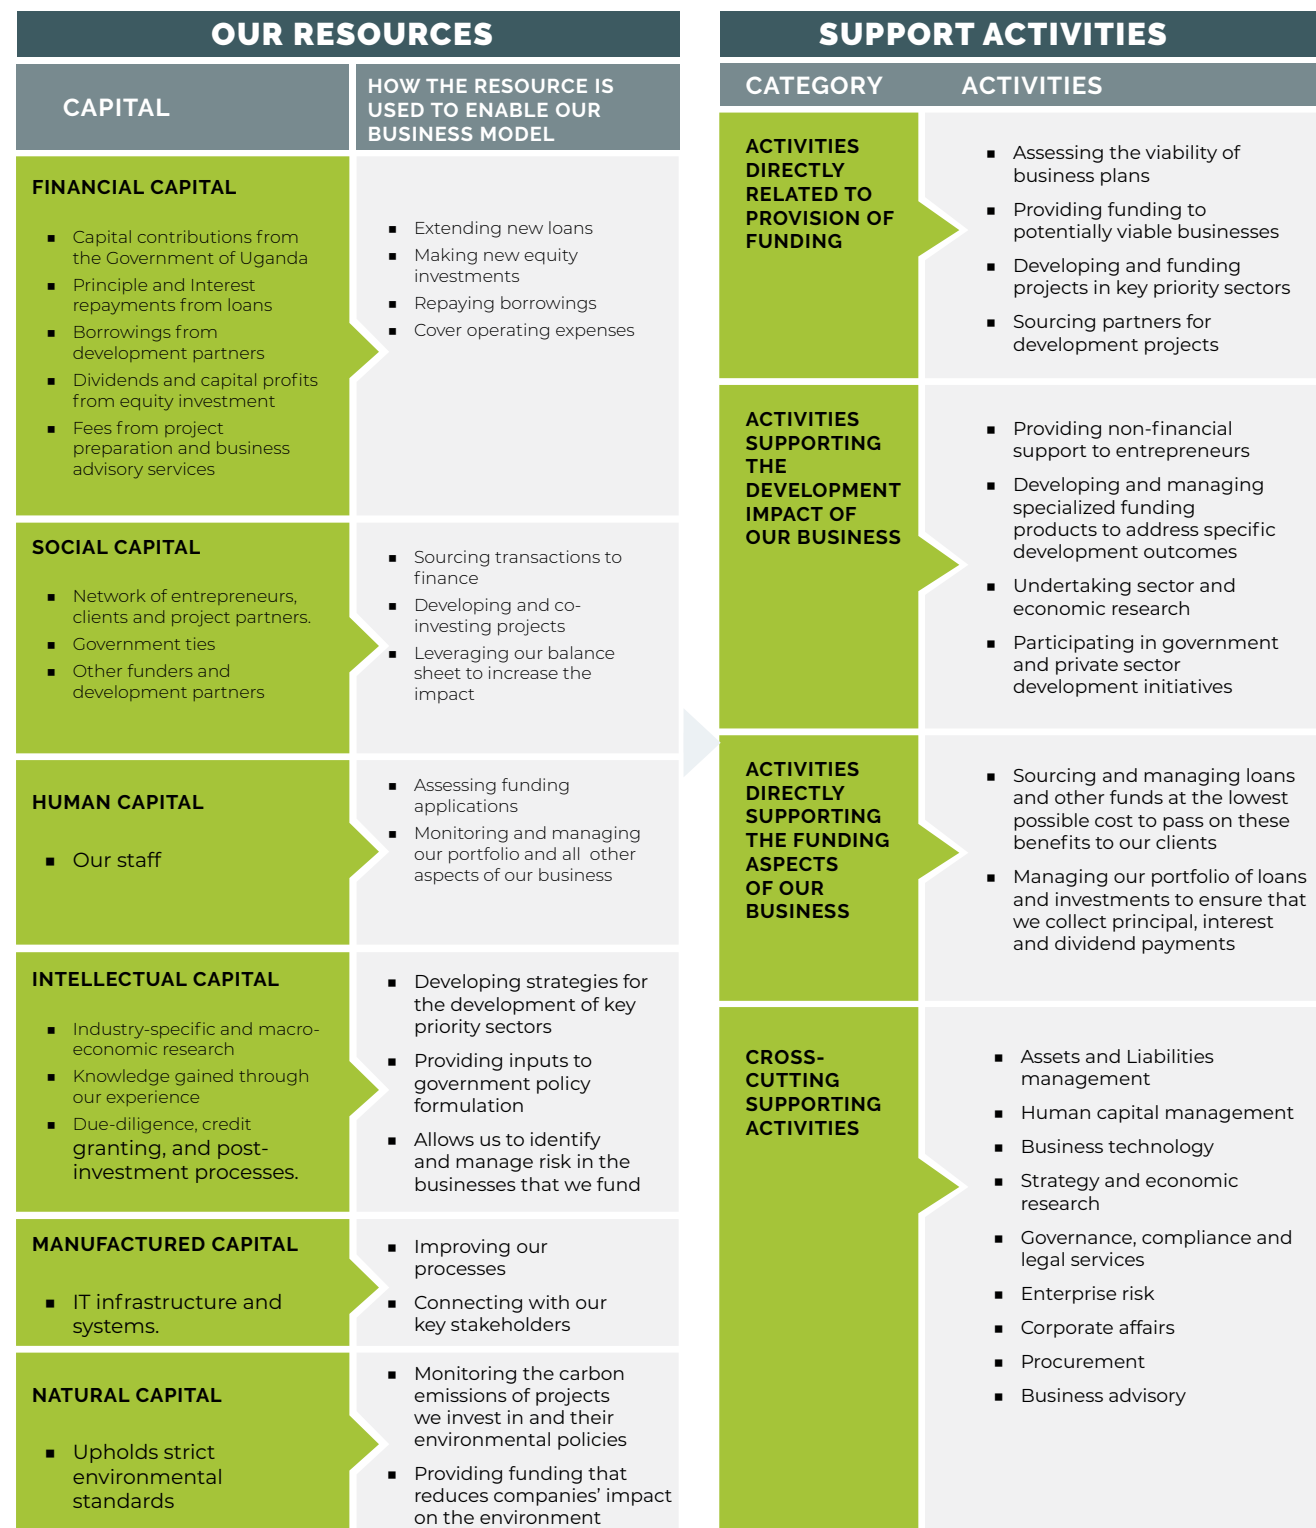 OUR RESOURCES
CAPITAL
HOW THE RESOURCE IS
USED TO ENABLE OUR
BUSINESS MODEL
FINANCIAL CAPITAL
▪ Capital contributions from
the Government of Uganda
▪ Principle and Interest
repayments from loans
▪ Borrowings from
development partners
▪ Dividends and capital profits
from equity investment
▪ Fees from project
preparation and business
advisory services
▪ Extending new loans
▪ Making new equity
investments
▪ Repaying borrowings
▪ Cover operating expenses
SOCIAL CAPITAL
▪ Network of entrepreneurs,
clients and project partners.
▪ Government ties
▪ Other funders and
development partners
▪ Sourcing transactions to
finance
▪ Developing and co-
investing projects
▪ Leveraging our balance
sheet to increase the
impact
HUMAN CAPITAL
▪ Our staff
▪ Assessing funding
applications
▪ Monitoring and managing
our portfolio and all other
aspects of our business
INTELLECTUAL CAPITAL
▪ Industry-specific and macro-
economic research
▪ Knowledge gained through
our experience
▪ Due-diligence, credit
granting, and post-
investment processes.
▪ Developing strategies for
the development of key
priority sectors
▪ Providing inputs to
government policy
formulation
▪ Allows us to identify
and manage risk in the
businesses that we fund
MANUFACTURED CAPITAL
▪ IT infrastructure and
systems.
▪ Improving our
processes
▪ Connecting with our
key stakeholders
NATURAL CAPITAL
▪ Upholds strict
environmental
standards
▪ Monitoring the carbon
emissions of projects
we invest in and their
environmental policies
▪ Providing funding that
reduces companies’ impact
on the environment
SUPPORT ACTIVITIES
CATEGORY
ACTIVITIES
ACTIVITIES
DIRECTLY
RELATED TO
PROVISION OF
FUNDING
▪ Assessing the viability of
business plans
▪ Providing funding to
potentially viable businesses
▪ Developing and funding
projects in key priority sectors
▪ Sourcing partners for
development projects
ACTIVITIES
SUPPORTING
THE
DEVELOPMENT
IMPACT OF
OUR BUSINESS
▪ Providing non-financial
support to entrepreneurs
▪ Developing and managing
specialized funding
products to address specific
development outcomes
▪ Undertaking sector and
economic research
▪ Participating in government
and private sector
development initiatives
ACTIVITIES
DIRECTLY
SUPPORTING
THE FUNDING
ASPECTS
OF OUR
BUSINESS
▪ Sourcing and managing loans
and other funds at the lowest
possible cost to pass on these
benefits to our clients
▪ Managing our portfolio of loans
and investments to ensure that
we collect principal, interest
and dividend payments
CROSS-
CUTTING
SUPPORTING
ACTIVITIES
▪ Assets and Liabilities
management
▪ Human capital management
▪ Business technology
▪ Strategy and economic
research
▪ Governance, compliance and
legal services
▪ Enterprise risk
▪ Corporate affairs
▪ Procurement
▪ Business advisory